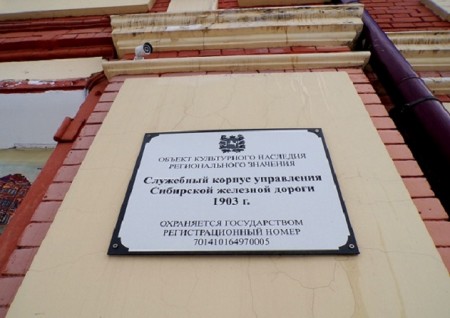 ОБЪЕКТ КУЛЬТУРНОГО НАСЛЕДИЯ
РЕГИОНАЛЬНОГО ЗНАЧЕНИЯ
Служебный корпус управления
Сибирской железной дороги
1903 г.
ОХРАНЯЕТСЯ ГОСУДАРСТВОМ
РЕГИСТРАЦИОННЫЙ НОМЕР
701410164970005